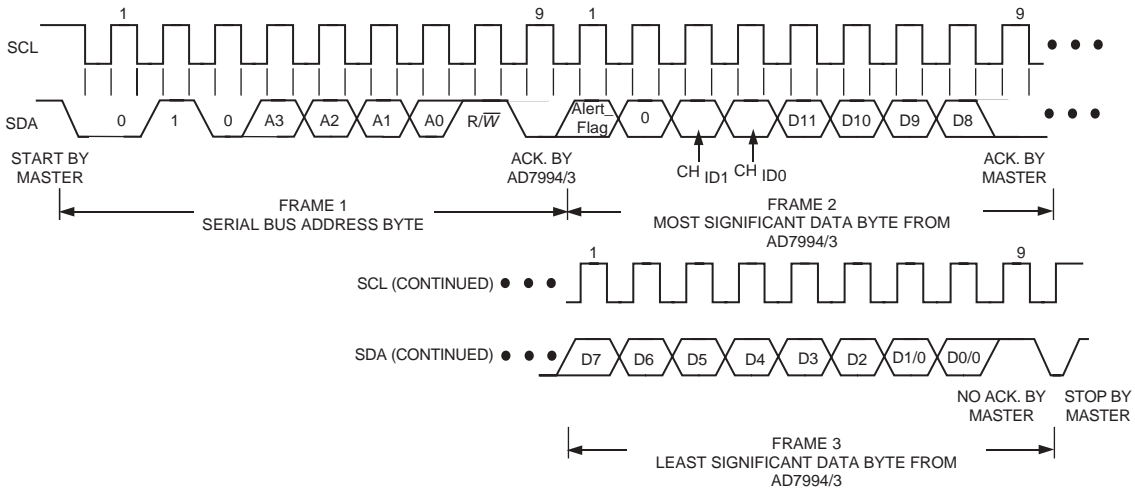 1 9 1 9
SCL
SDA 0 1 0 A3 A2 A1 A0 R/W Alert_ Flag 0 D11 D10 D9 D8
START BY
MASTER
ACK. BY
AD7994/3
CH ID1 CH ID0
ACK. BY
MASTER
FRAME 1
SERIAL BUS ADDRESS BYTE
FRAME 2
MOST SIGNIFICANT DATA BYTE FROM
AD7994/3
1 9
SCL (CONTINUED)
SDA (CONTINUED) D7 D6 D5 D4 D3 D2 D1/0 D0/0
NO ACK. BY
MASTER
STOP BY
MASTER
FRAME 3
LEAST SIGNIFICANT DATA BYTE FROM
AD7994/3